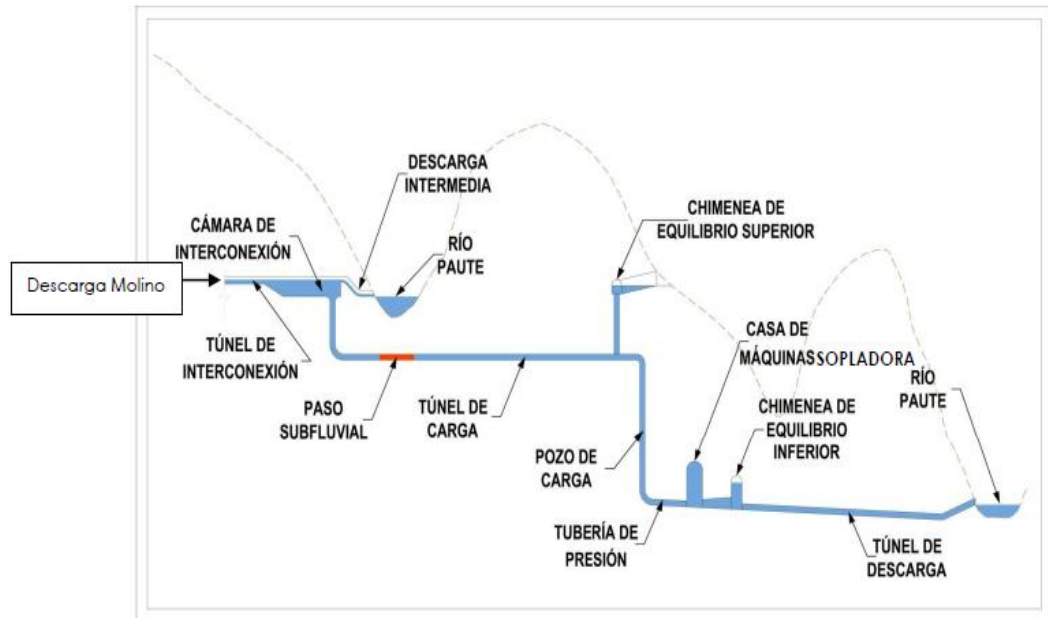 DESCARGA
INTERMEDIA
CHIMENEA DE
EQUILIBRIO SUPERIOR
CÁMARA DE
INTERCONEXIÓN
RÍO
PAUTE
Descarga Molino
TÚNEL DE
INTERCONEXIÓN
PASO
SUBFLUVIAL
TÚNEL DE
CARGA
CASA DE
MÁQUINAS SOPLADORA
RÍO
PAUTE
CHIMENEA DE
EQUILIBRIO
INFERIOR
POZO DE
CARGA
TUBERÍA DE
PRESIÓN
TÚNEL DE
DESCARGA